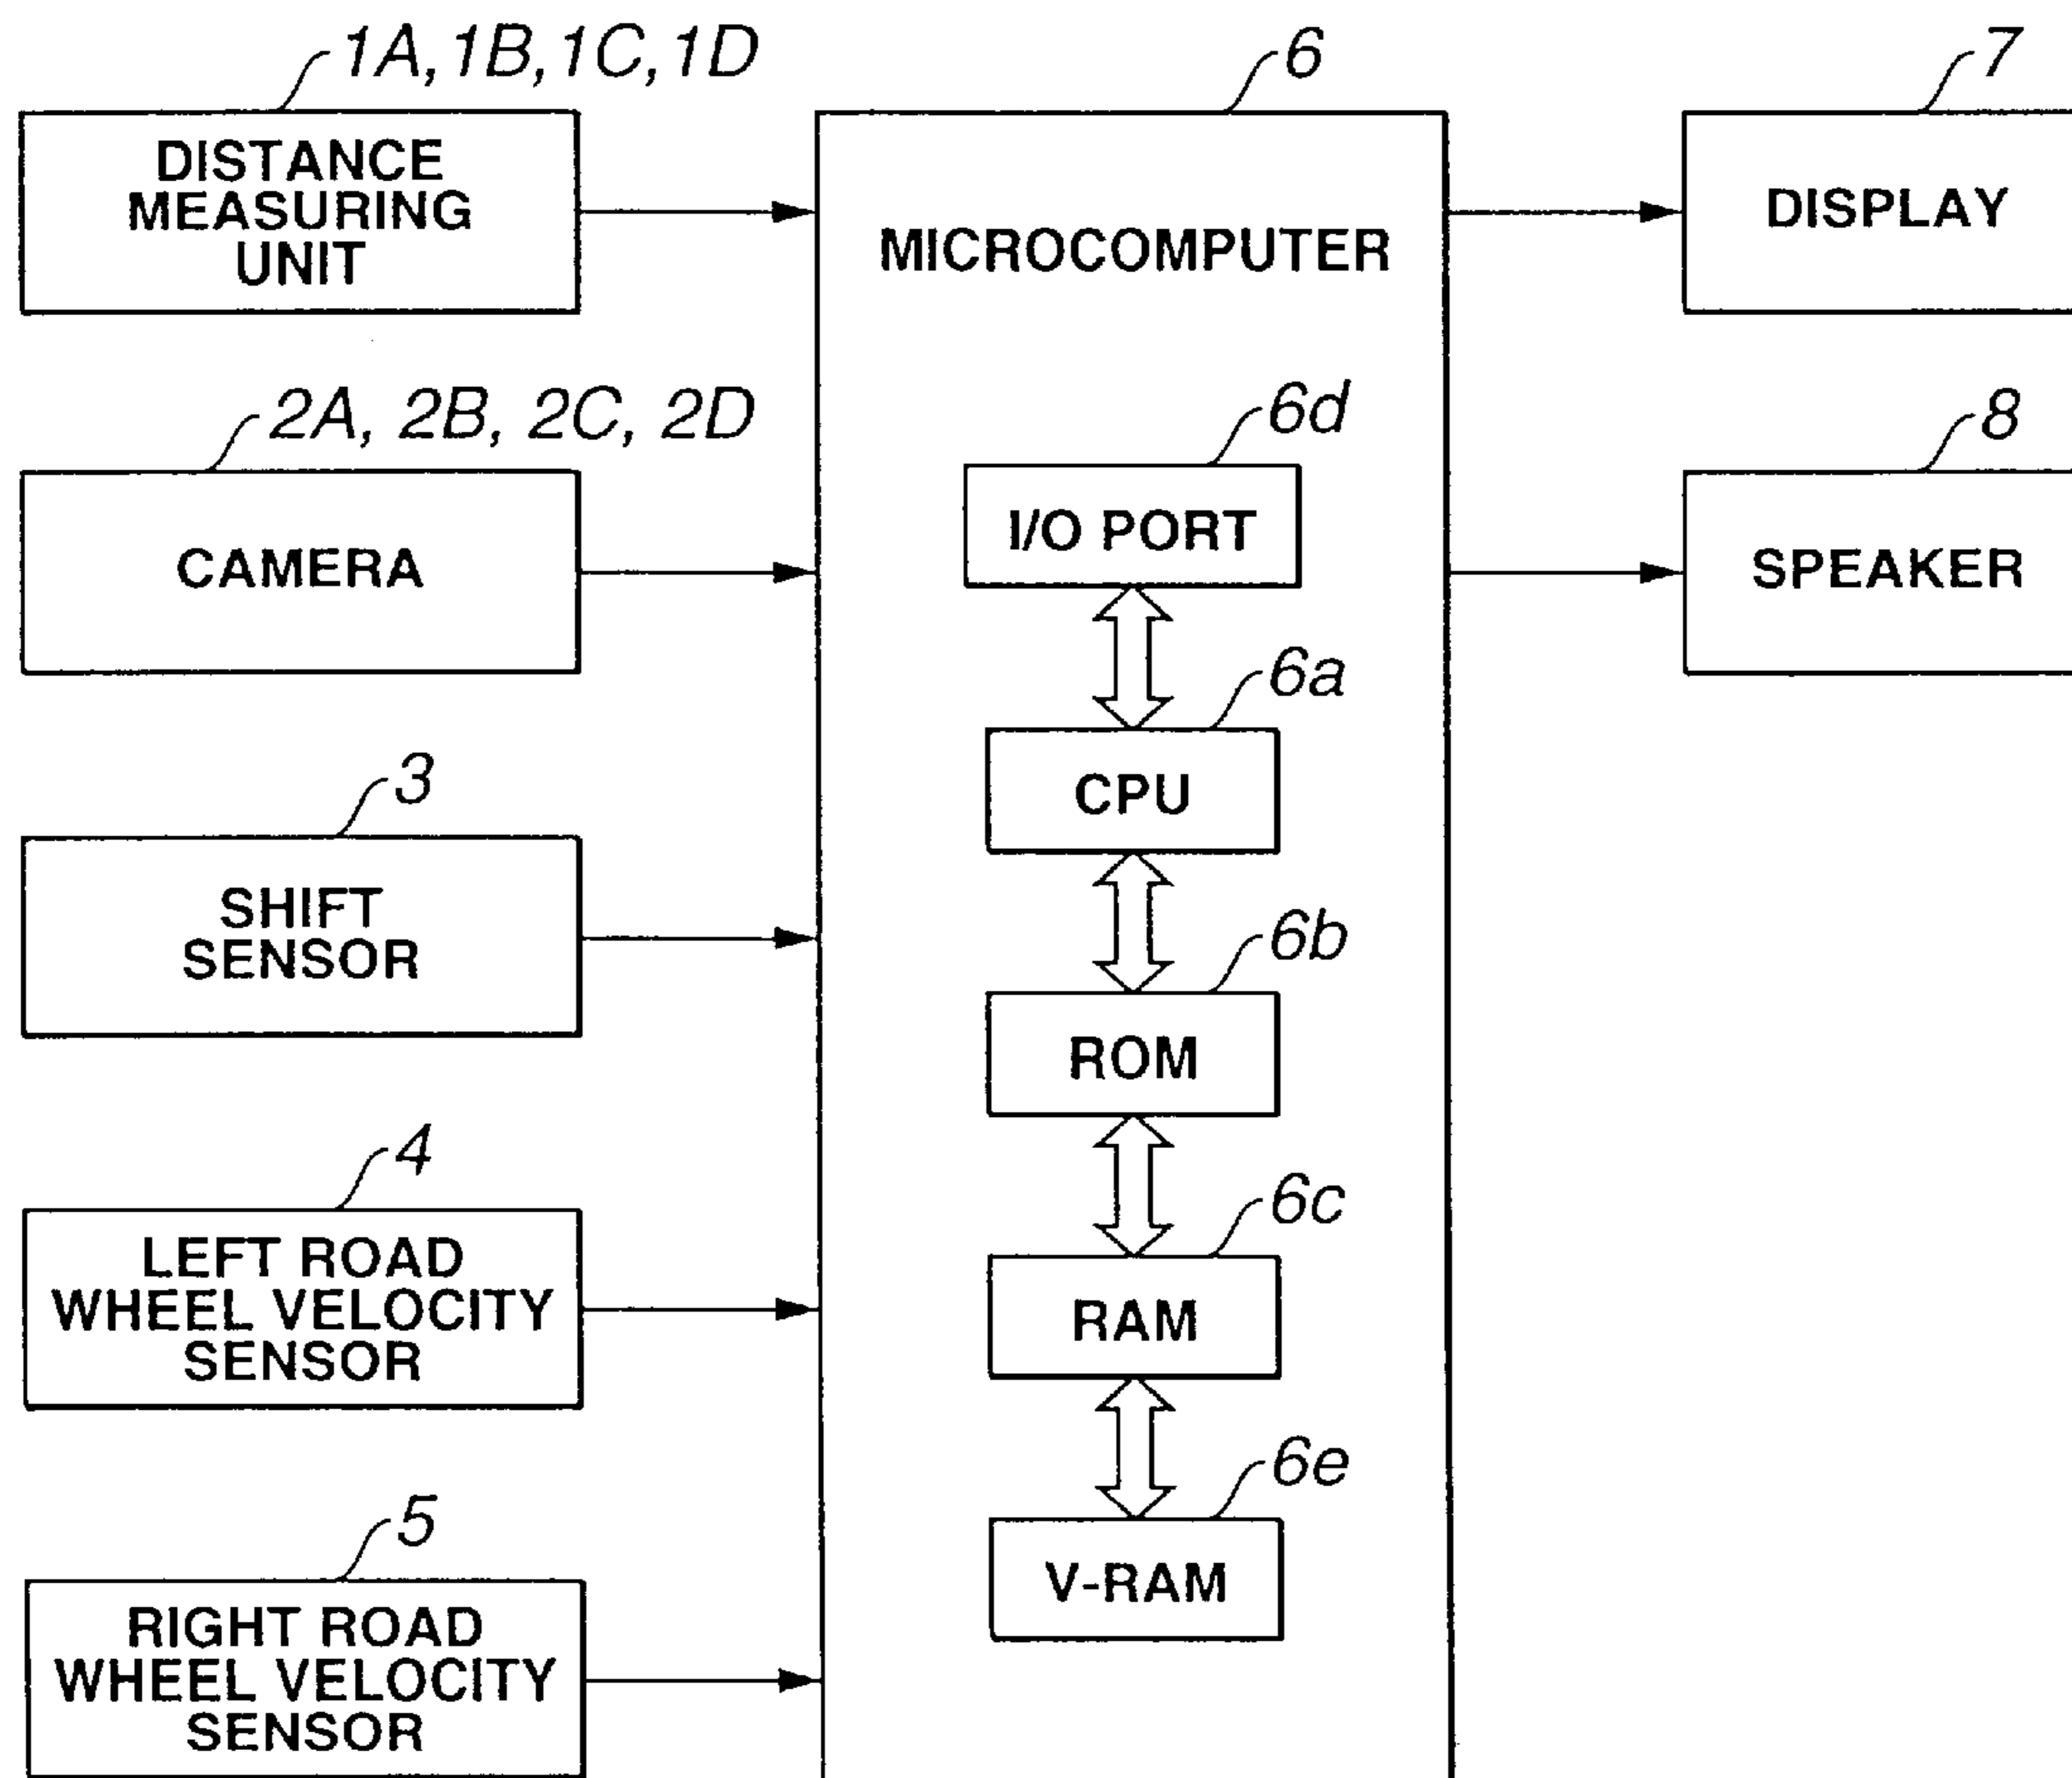 1A, 1B, 1C, 1D
DISTANCE
MEASURING
UNIT
2A, 2B, 2C, 2D
CAMERA
3
SHIFT
SENSOR
4
LEFT ROAD
WHEEL VELOCITY
SENSOR
5
RIGHT ROAD
WHEEL VELOCITY
SENSOR
6
MICROCOMPUTER
6d
I/O PORT
6a
CPU
6b
ROM
6c
RAM
6e
V-RAM
7
DISPLAY
8
SPEAKER